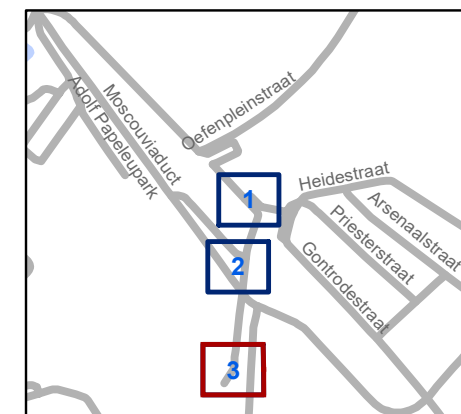 Oefenpleinstraat
Moscouviaduct
Adolf Papeleupark
Heidestraat
1
Arsenaalstraat
Priesterstraat
Gontrodestraat
2
3